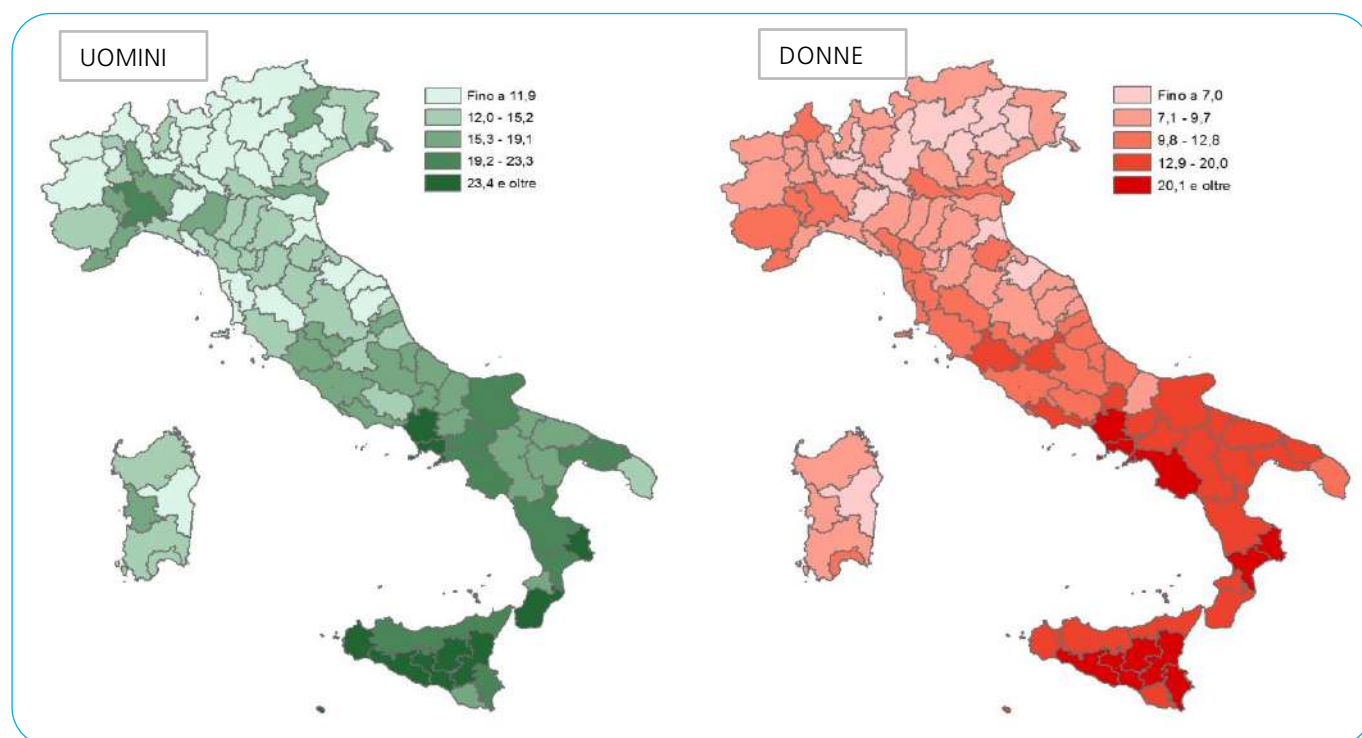 UOMINI
Fino a 11,9
12,0 - 15,2
15,3 - 19,1
19,2 - 23,3
23,4 e oltre
DONNE
Fino a 7,0
7,1 - 9,7
9,8 - 12,8
12,9 - 20,0
20,1 e oltre